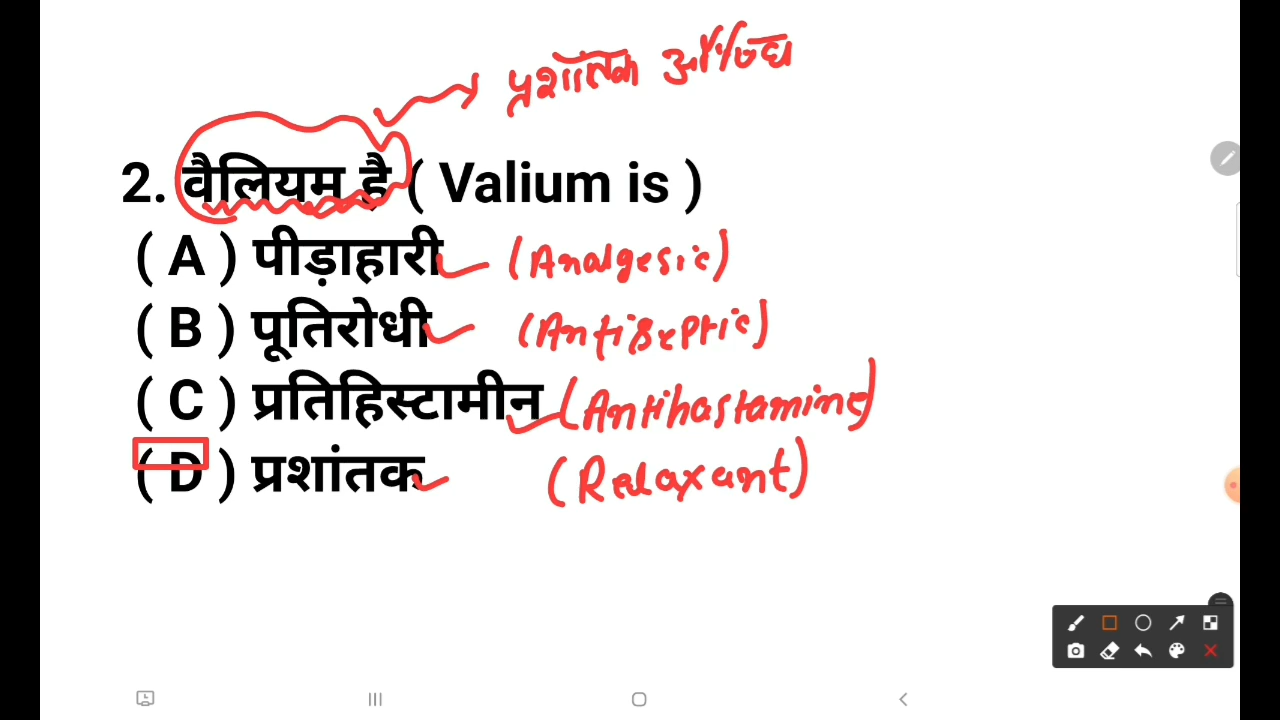 प्रशांतक औषध
2. वैलियम है ( Valium is )
( A ) पीड़ाहारी (Analgesic)
( B ) पूतिरोधी (Antiseptic)
( C ) प्रतिहिस्टामीन (Antihastamine)
( D ) प्रशांतक (Relaxant)